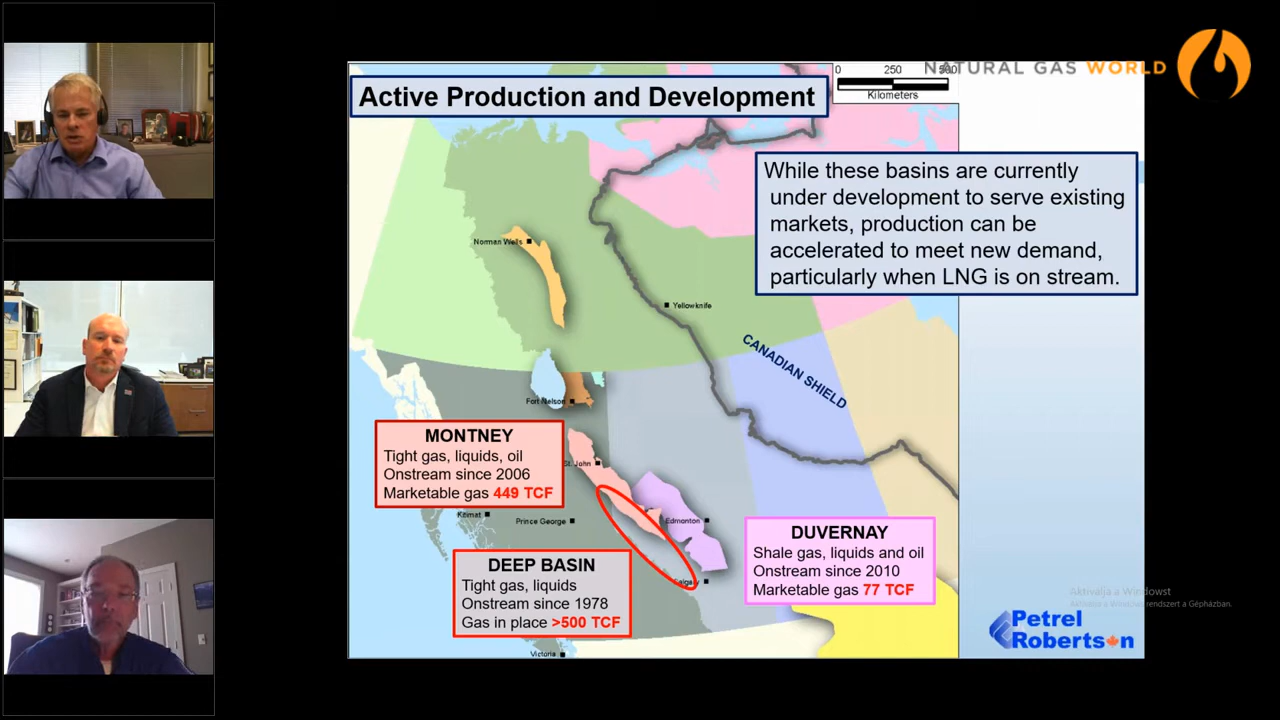 NATURAL GAS WORLD
0 250 500
Kilometers
Active Production and Development
While these basins are currently
under development to serve existing
markets, production can be
accelerated to meet new demand,
particularly when LNG is on stream.
Norman Wells
Yellowknife
CANADIAN SHIELD
Fort Nelson
MONTNEY
Tight gas, liquids, oil
Onstream since 2006
Marketable gas 449 TCF
St. John
Kitimat
Prince George
Edmonton
DUVERNAY
Shale gas, liquids and oil
Onstream since 2010
Marketable gas 77 TCF
DEEP BASIN
Tight gas, liquids
Onstream since 1978
Gas in place >500 TCF
Calgary
Victoria
Aktiválja a Windowst
Petrel
Robertson